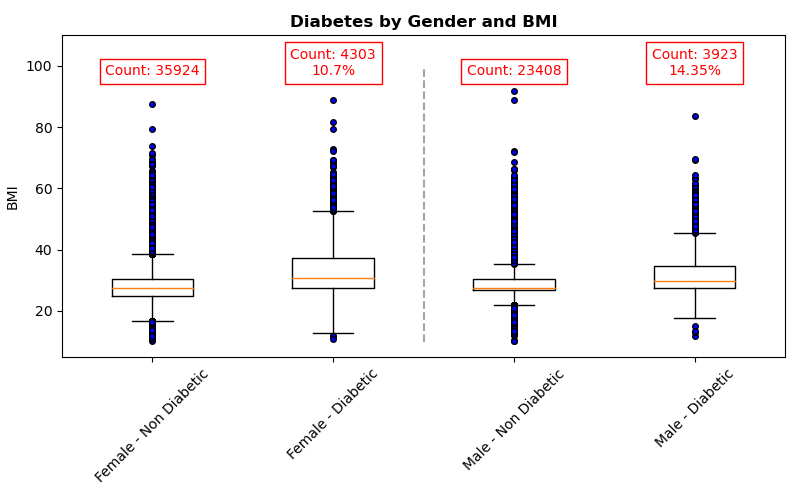 Diabetes by Gender and BMI
Count: 35924
Count: 4303
10.7%
Count: 23408
Count: 3923
14.35%
BMI
100
80
60
40
20
Female - Non Diabetic
Female - Diabetic
Male - Non Diabetic
Male - Diabetic